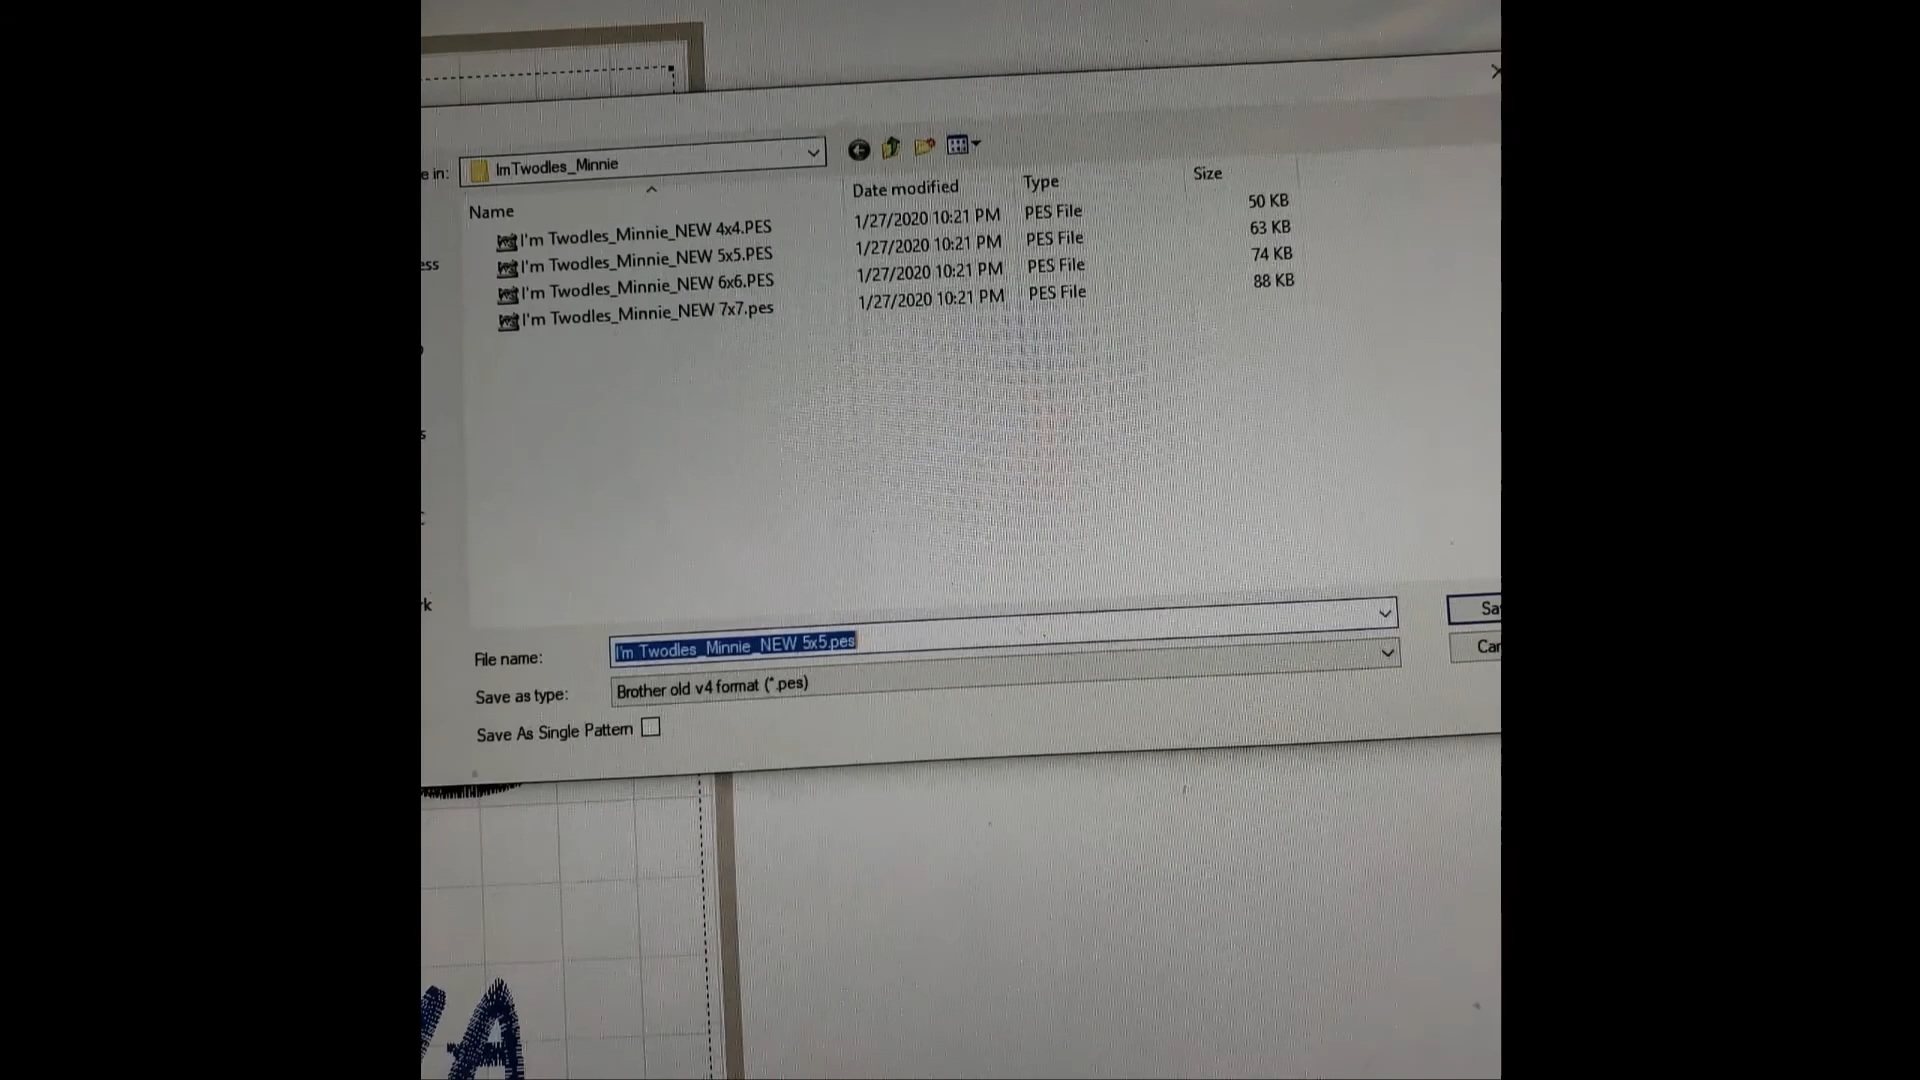 e in: ImTwodles_Minnie
Name Date modified Type Size
I'm Twodles_Minnie_NEW 4x4.PES 1/27/2020 10:21 PM PES File 50 KB
I'm Twodles_Minnie_NEW 5x5.PES 1/27/2020 10:21 PM PES File 63 KB
I'm Twodles_Minnie_NEW 6x6.PES 1/27/2020 10:21 PM PES File 74 KB
I'm Twodles_Minnie_NEW 7x7.pes 1/27/2020 10:21 PM PES File 88 KB
ess
s
rk
File name: I'm Twodles_Minnie_NEW 5x5.pes Sa
Save as type: Brother old v4 format (*.pes) Car
Save As Single Pattern
A